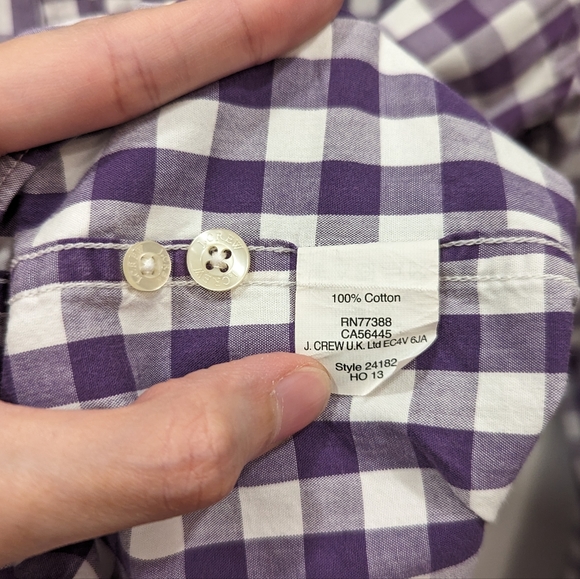 100% Cotton
RN77388
CA56445
J. CREW U.K. Ltd EC4V 6JA
Style 24182
HO 13